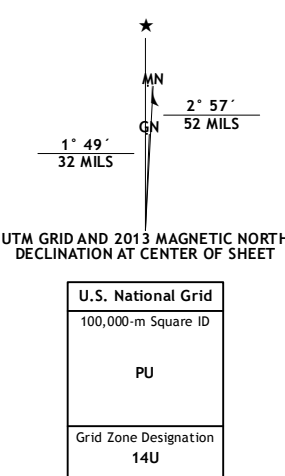 ★
MN
GN
2° 57´
52 MILS
1° 49´
32 MILS
UTM GRID AND 2013 MAGNETIC NORTH
DECLINATION AT CENTER OF SHEET
U.S. National Grid
100,000-m Square ID
PU
Grid Zone Designation
14U